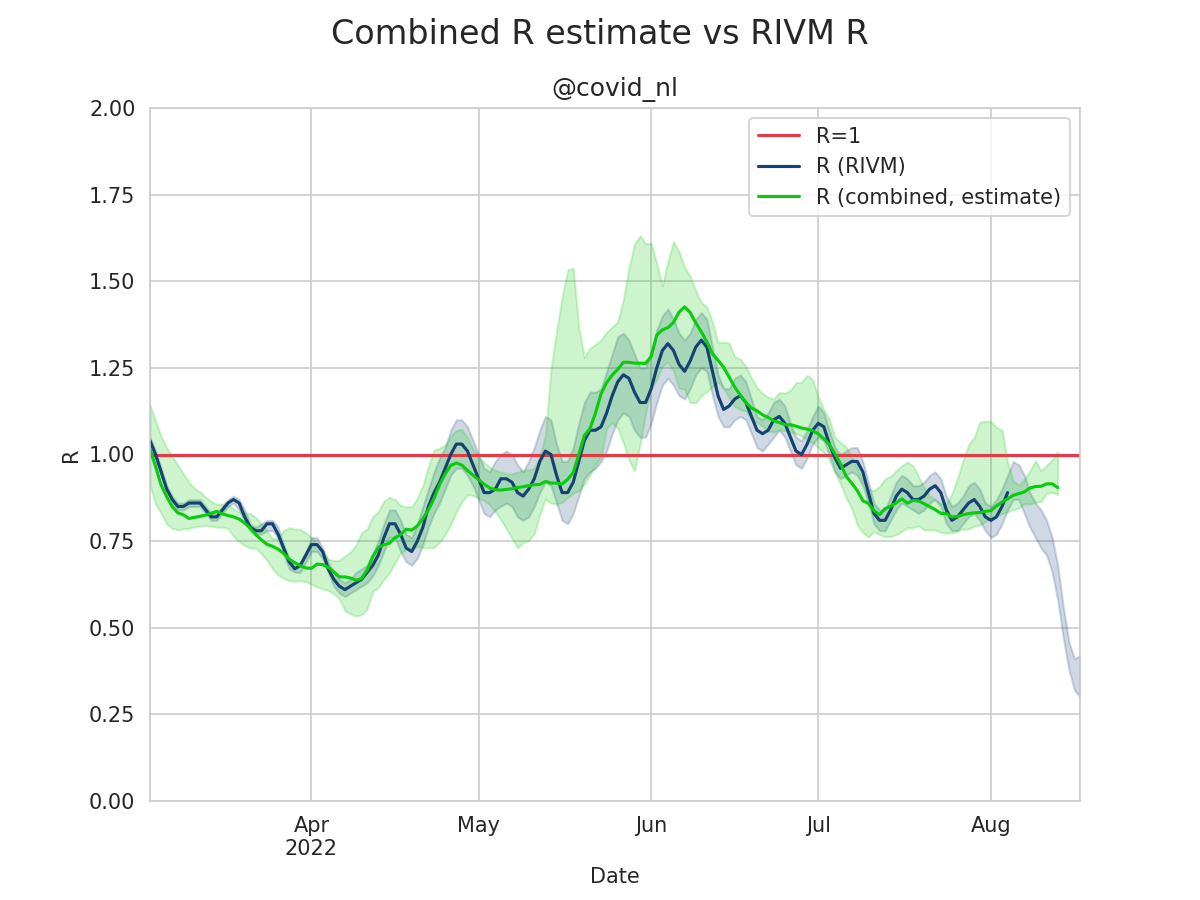 Combined R estimate vs RIVM R
@covid_nl
2.00
1.75
1.50
1.25
1.00
0.75
0.50
0.25
0.00
R
R=1
R (RIVM)
R (combined, estimate)
Apr
2022
May
Jun
Jul
Aug
Date